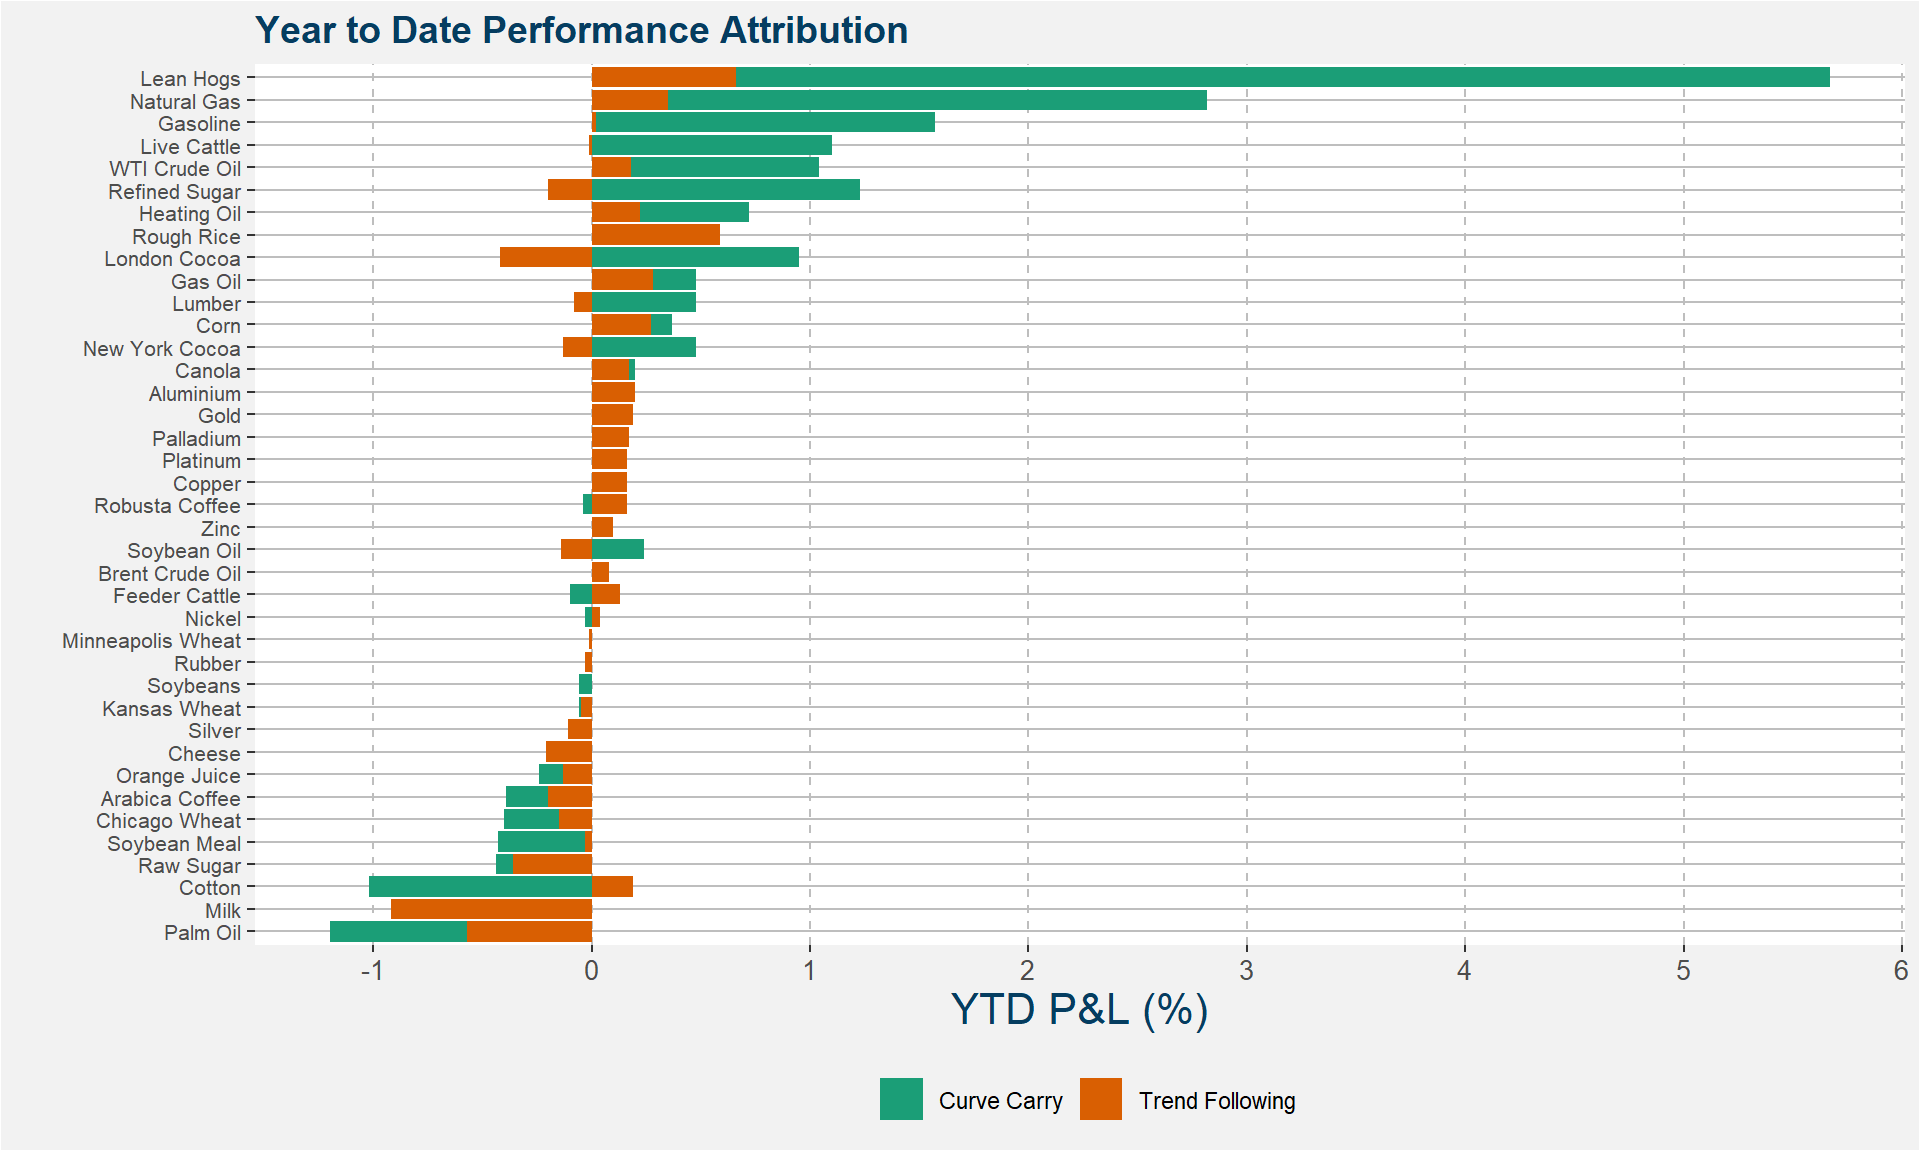 Year to Date Performance Attribution
Lean Hogs
Natural Gas
Gasoline
Live Cattle
WTI Crude Oil
Refined Sugar
Heating Oil
Rough Rice
London Cocoa
Gas Oil
Lumber
Corn
New York Cocoa
Canola
Aluminium
Gold
Palladium
Platinum
Copper
Robusta Coffee
Zinc
Soybean Oil
Brent Crude Oil
Feeder Cattle
Nickel
Minneapolis Wheat
Rubber
Soybeans
Kansas Wheat
Silver
Cheese
Orange Juice
Arabica Coffee
Chicago Wheat
Soybean Meal
Raw Sugar
Cotton
Milk
Palm Oil
-1 0 1 2 3 4 5 6
YTD P&L (%)
Curve Carry Trend Following